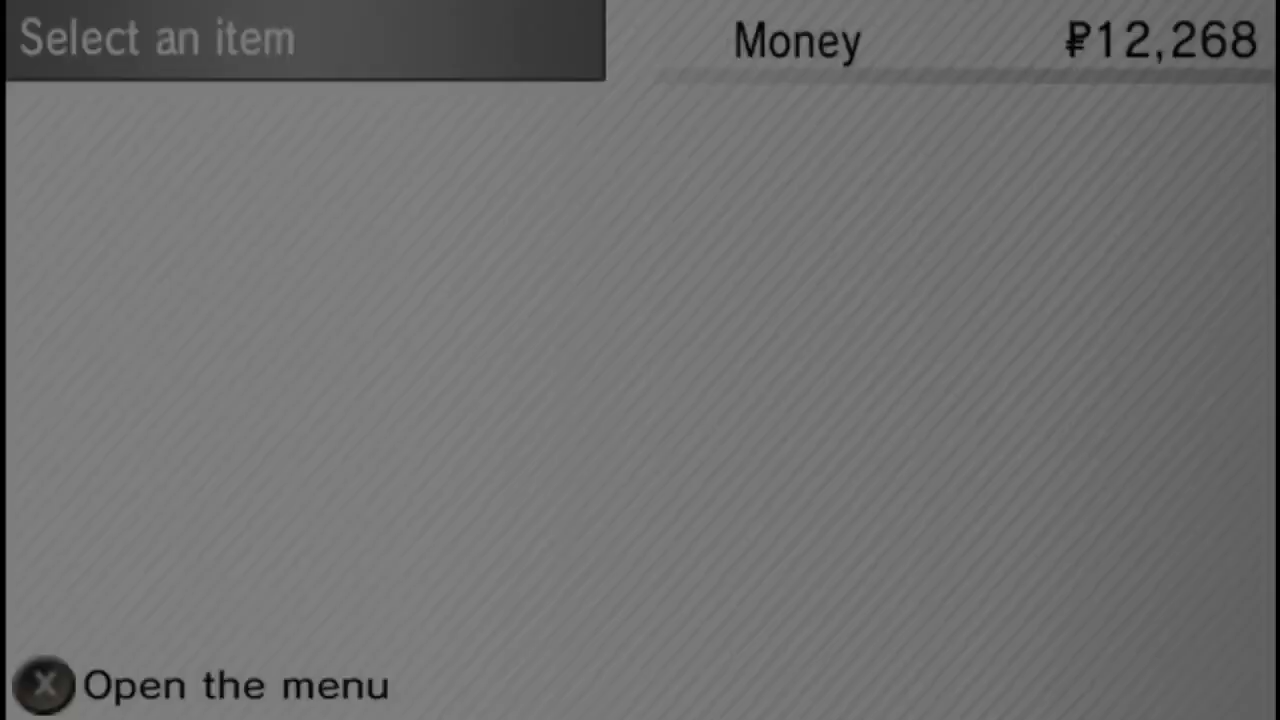 Select an item
Money ₽12,268
X Open the menu